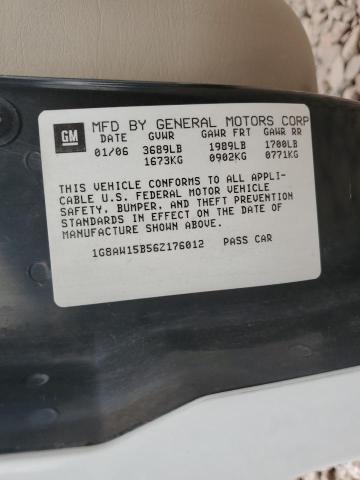 GM MFD BY GENERAL MOTORS CORP
DATE GVWR GAWR FRT GAWR RR
01/06 3689LB 1989LB 1700LB
1673KG 0902KG 0771KG
THIS VEHICLE CONFORMS TO ALL APPLI-
CABLE U.S. FEDERAL MOTOR VEHICLE
SAFETY, BUMPER, AND THEFT PREVENTION
STANDARDS IN EFFECT ON THE DATE OF
MANUFACTURE SHOWN ABOVE.
1G8AW15B56Z176012 PASS CAR